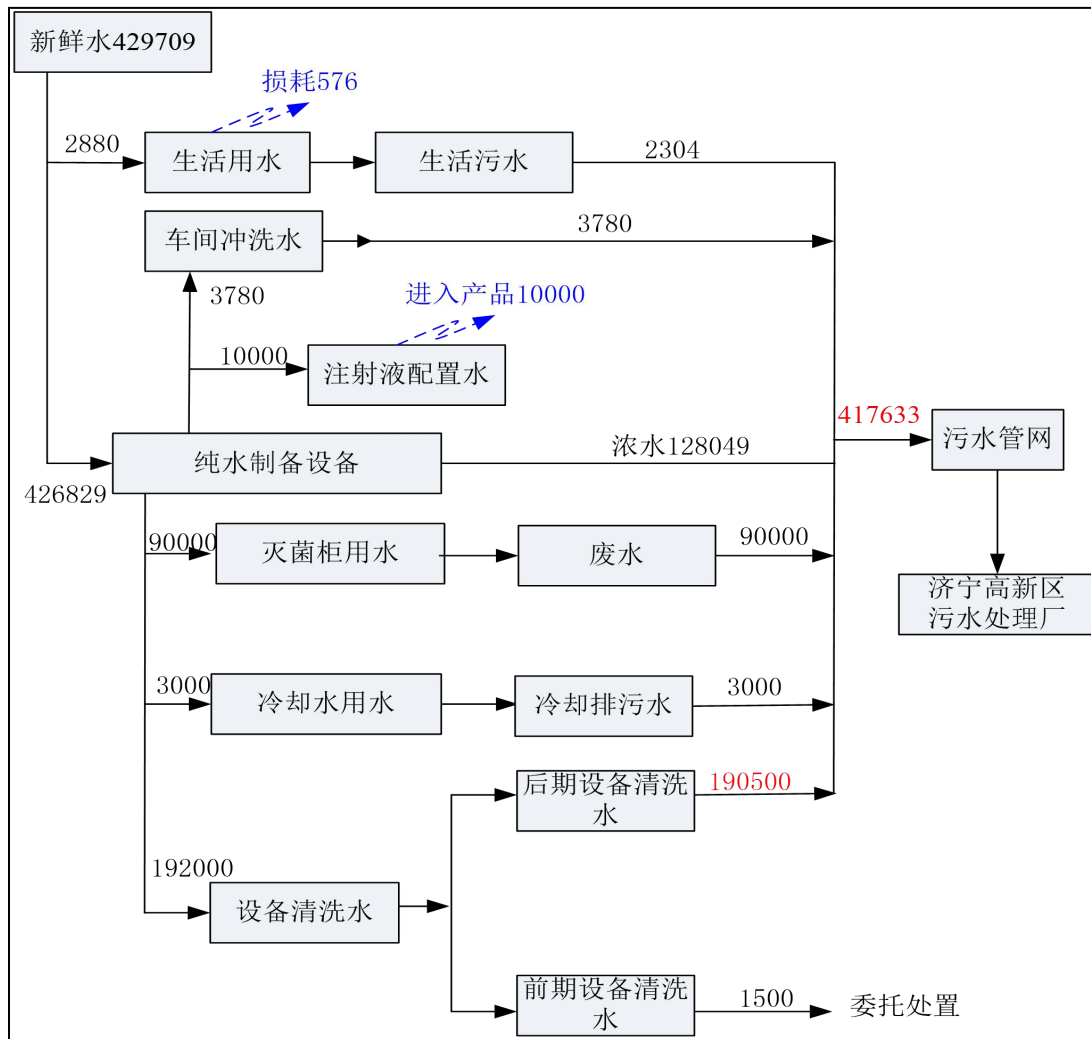 新鲜水429709
损耗576
2880
生活用水
生活污水
2304
车间冲洗水
3780
3780
进入产品10000
10000
注射液配置水
417633
污水管网
纯水制备设备
浓水128049
426829
90000
灭菌柜用水
废水
90000
济宁高新区
污水处理厂
3000
冷却水用水
冷却排污水
3000
后期设备清洗
水
190500
192000
设备清洗水
前期设备清洗
水
1500
委托处置